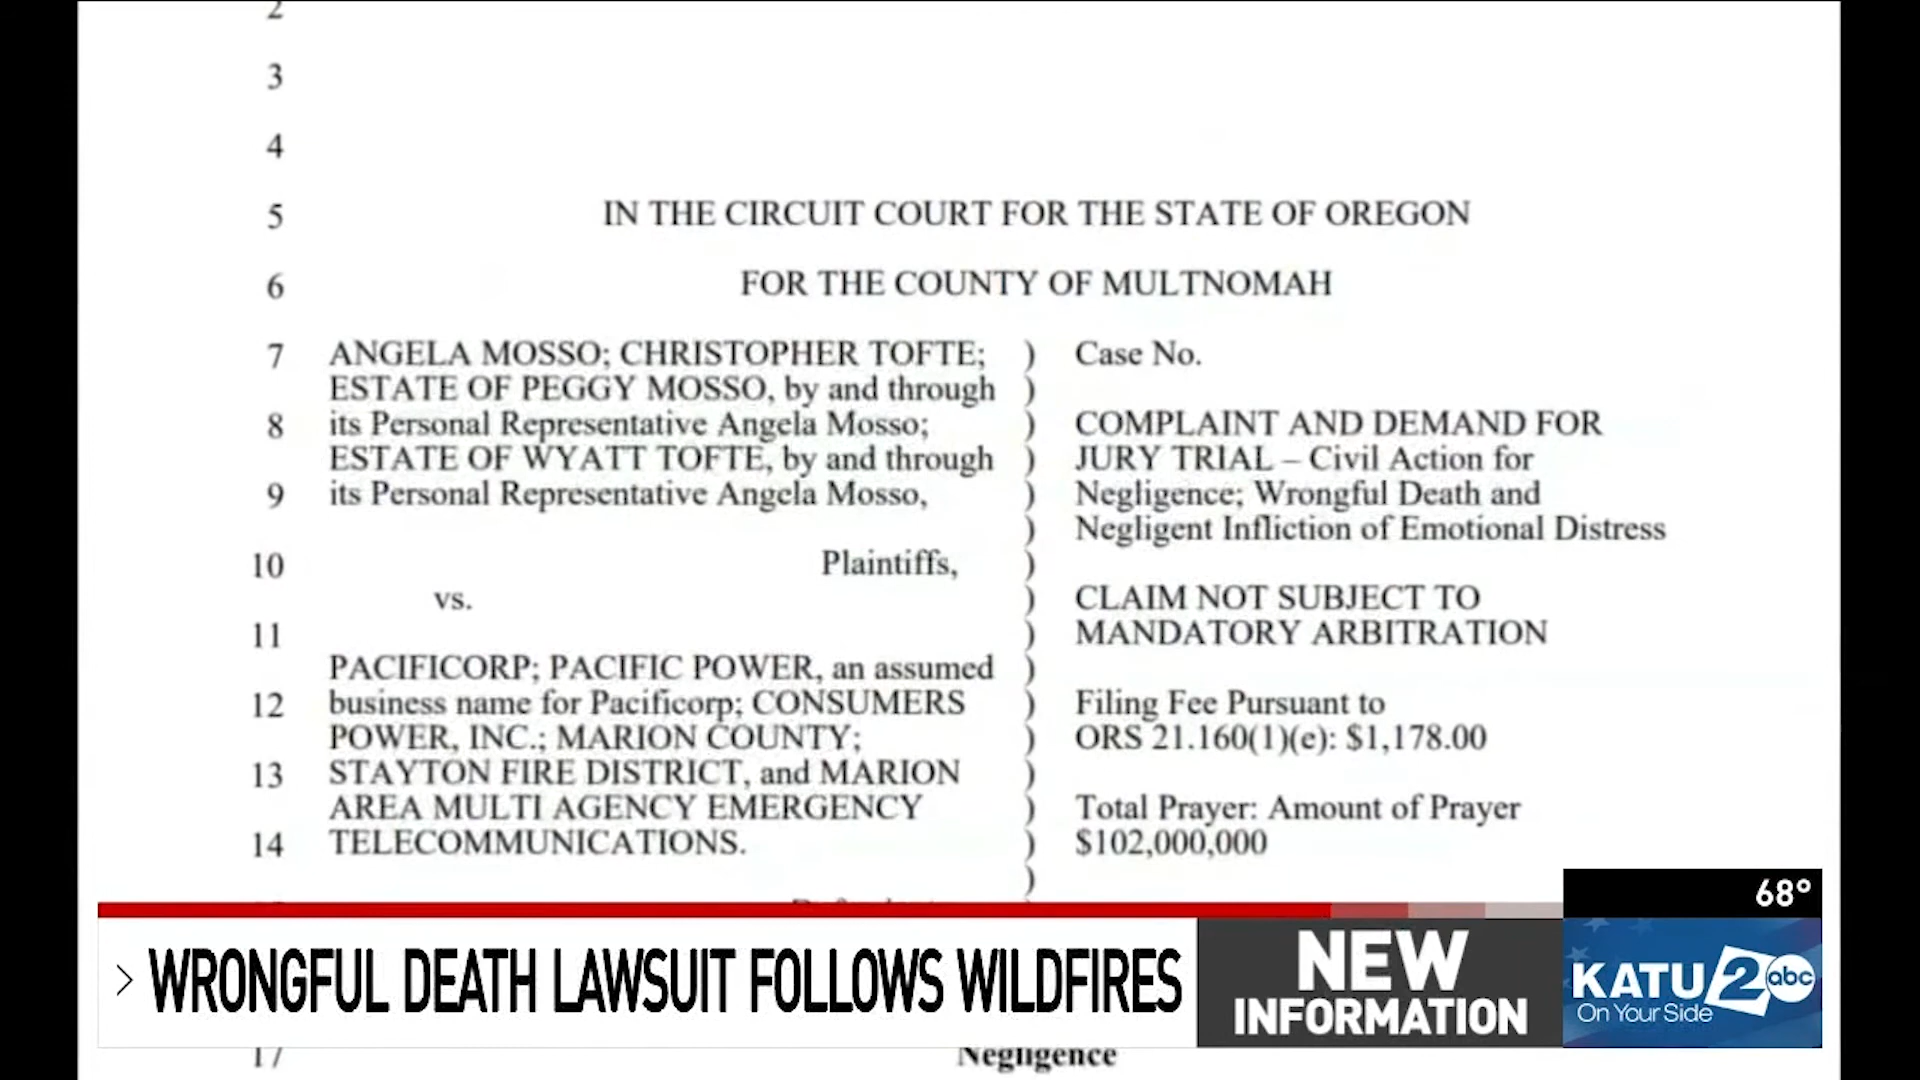 2
3
4
5 IN THE CIRCUIT COURT FOR THE STATE OF OREGON
6 FOR THE COUNTY OF MULTNOMAH
7 ANGELA MOSSO; CHRISTOPHER TOFTE; ) Case No.
ESTATE OF PEGGY MOSSO, by and through )
8 its Personal Representative Angela Mosso; ) COMPLAINT AND DEMAND FOR
ESTATE OF WYATT TOFTE, by and through ) JURY TRIAL – Civil Action for
9 its Personal Representative Angela Mosso, ) Negligence; Wrongful Death and
) Negligent Infliction of Emotional Distress
10 Plaintiffs, )
vs. ) CLAIM NOT SUBJECT TO
11 ) MANDATORY ARBITRATION
PACIFICORP; PACIFIC POWER, an assumed )
12 business name for Pacificorp; CONSUMERS ) Filing Fee Pursuant to
POWER, INC.; MARION COUNTY; ) ORS 21.160(1)(e): $1,178.00
13 STAYTON FIRE DISTRICT, and MARION )
AREA MULTI AGENCY EMERGENCY ) Total Prayer: Amount of Prayer
14 TELECOMMUNICATIONS. ) $102,000,000
)
68°
> WRONGFUL DEATH LAWSUIT FOLLOWS WILDFIRES
NEW
INFORMATION
KATU 2 abc
On Your Side
17 Negligence